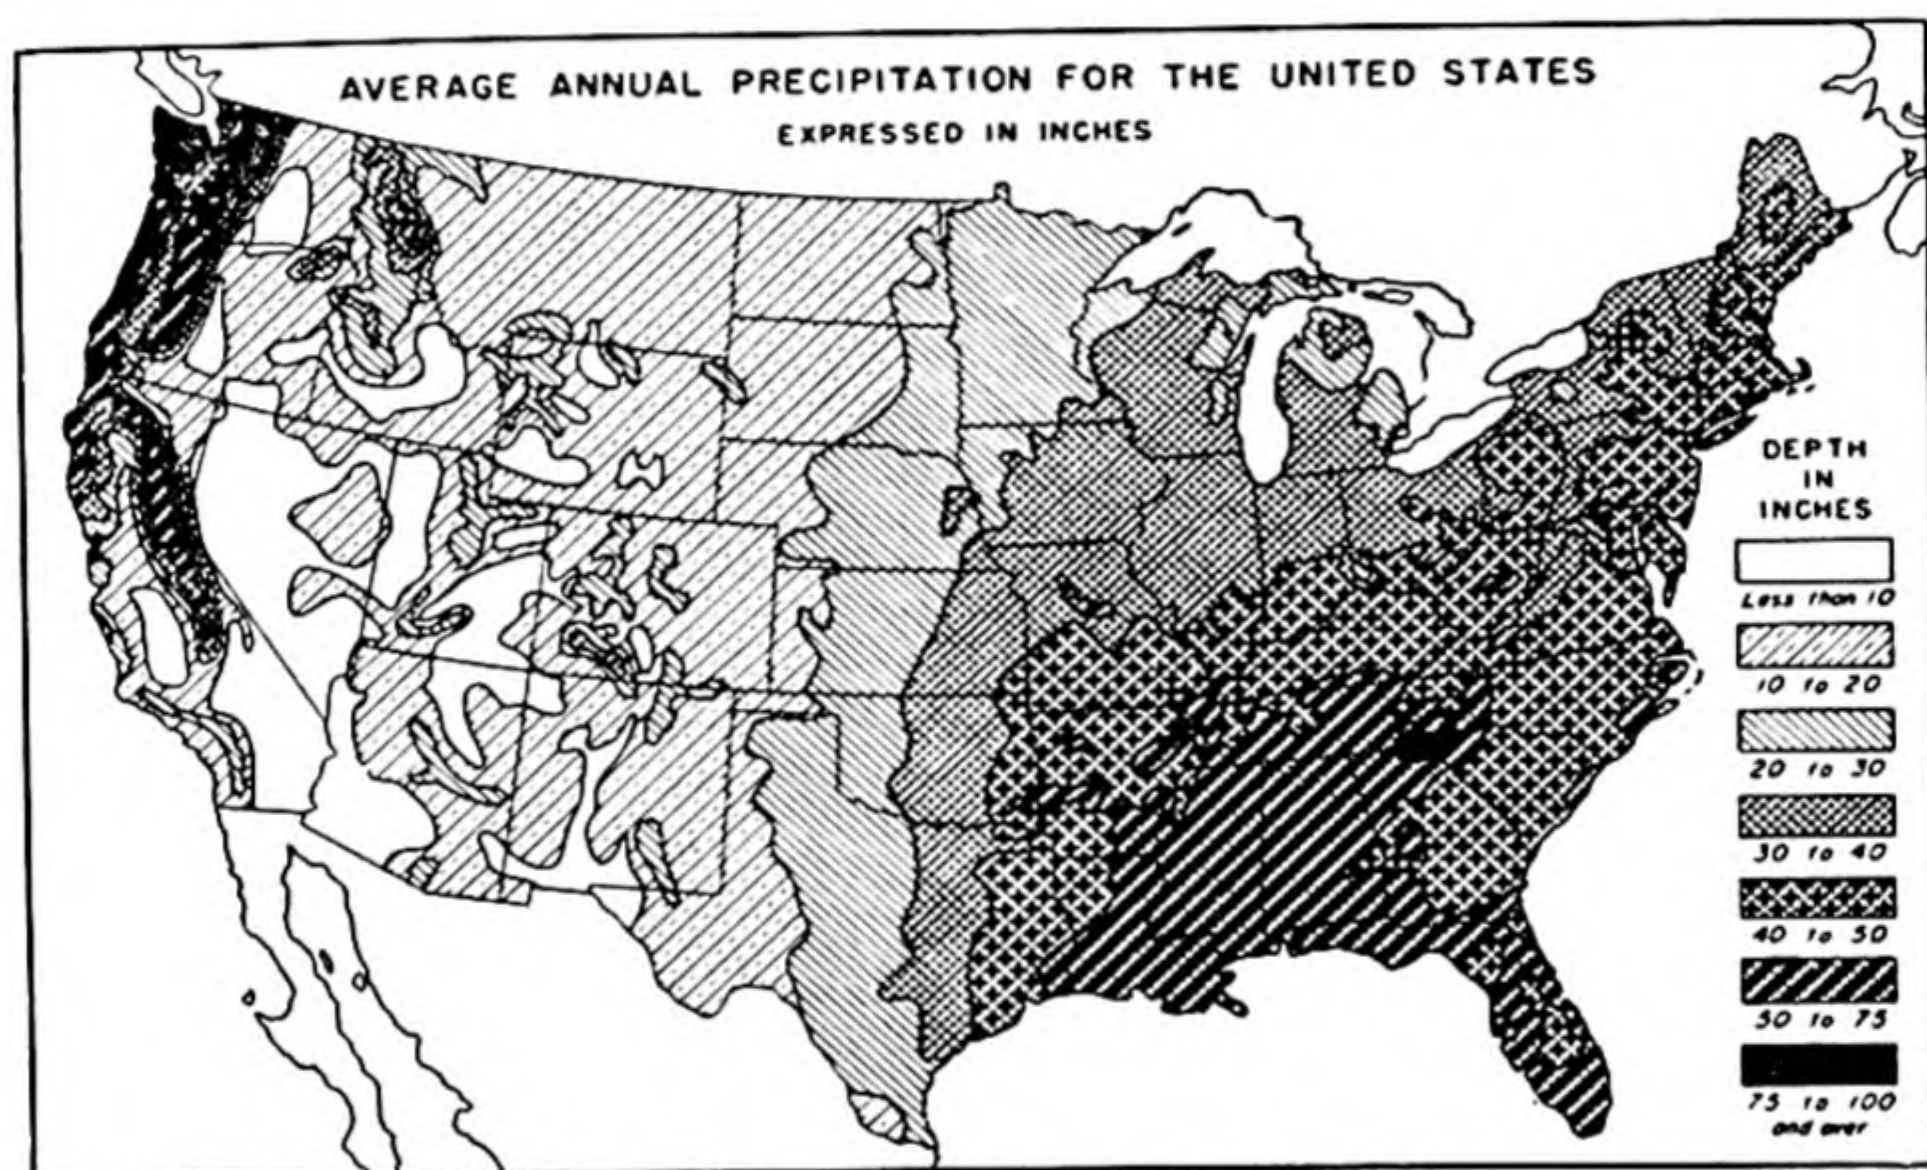 AVERAGE ANNUAL PRECIPITATION FOR THE UNITED STATES
EXPRESSED IN INCHES
DEPTH
IN
INCHES
Less than 10
10 to 20
20 to 30
30 to 40
40 to 50
50 to 75
75 to 100
and over